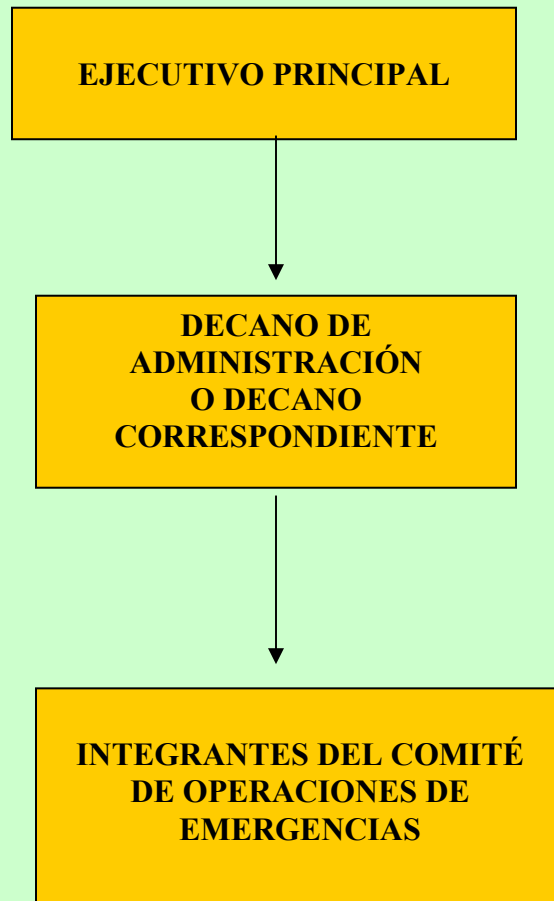 EJECUTIVO PRINCIPAL
DECANO DE
ADMINISTRACIÓN
O DECANO
CORRESPONDIENTE
INTEGRANTES DEL COMITÉ
DE OPERACIONES DE
EMERGENCIAS